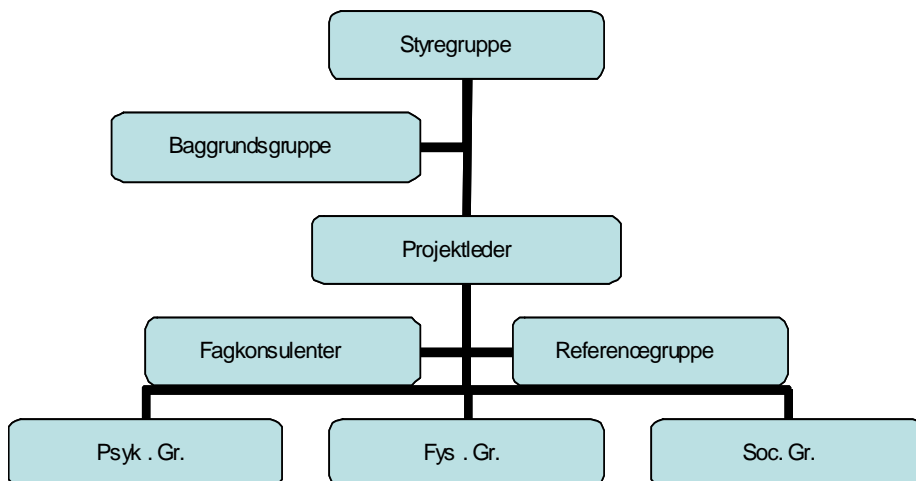 Styregruppe
Baggrundsgruppe
Projektleder
Fagkonsulenter
Referencegruppe
Psyk . Gr.
Fys . Gr.
Soc. Gr.